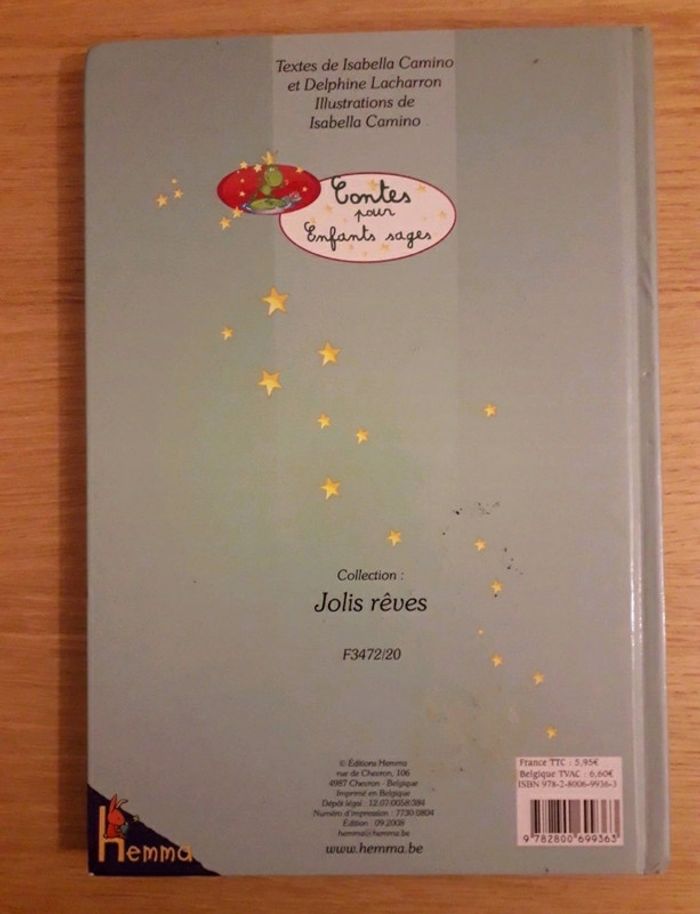 Textes de Isabella Camino
et Delphine Lacharron
Illustrations de
Isabella Camino
Contes
pour
Enfants sages
Collection :
Jolis rêves
F3472/20
© Éditions Hemma
rue de Chevron, 106
4987 Chevron - Belgique
Imprimé en Belgique
Dépôt légal : 12.07.0058.384
Numéro d'impression : 7730.0804
Édition : 09.2008
hemma@hemma.be
www.hemma.be
hemma
France TTC : 5,95€
Belgique TVAC : 6,60€
ISBN 978-2-8006-9936-3
9 782800 699363